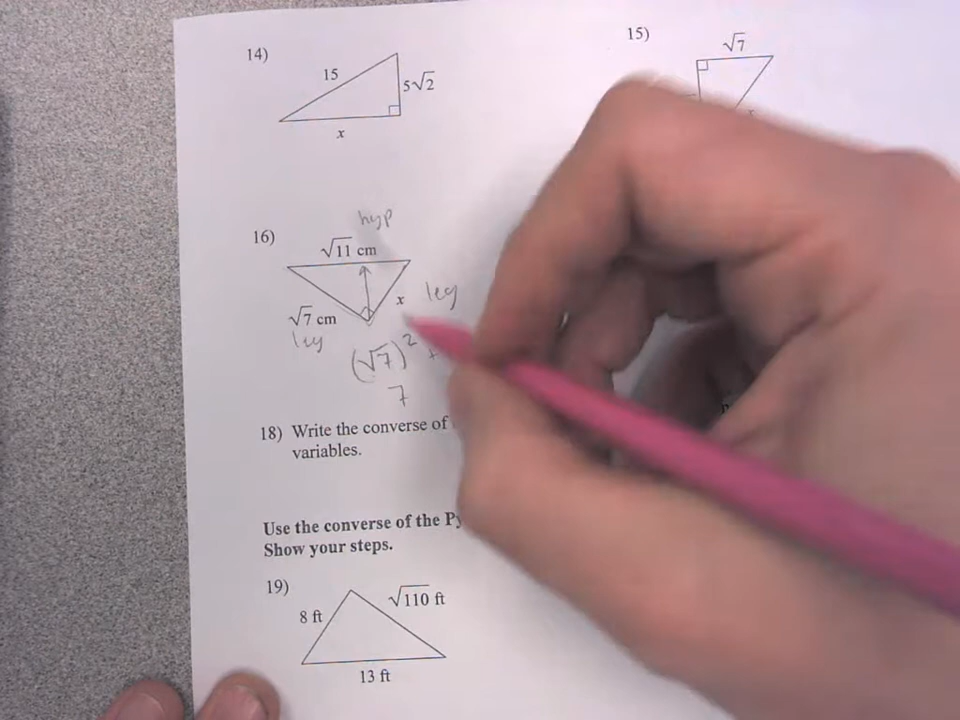 14)
15
5√2
x
15)
√7
hyp
16)
√11 cm
x
leg
√7 cm
leg
(√7)² +
7
18) Write the converse of
variables.
Use the converse of the Py
Show your steps.
19)
8 ft
√110 ft
13 ft